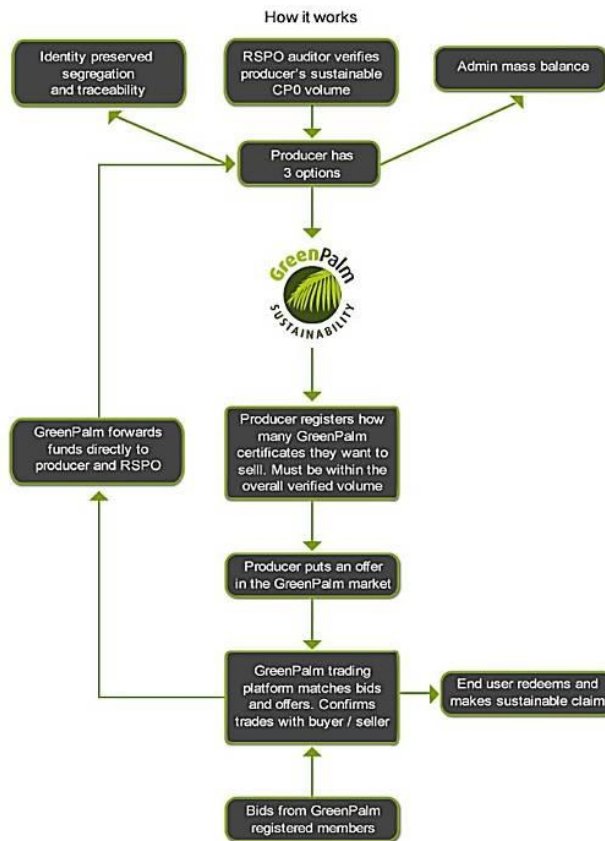 How it works
Identity preserved
segregation
and traceability
RSPO auditor verifies
producer's sustainable
CP0 volume
Admin mass balance
Producer has
3 options
GreenPalm
SUSTAINABILITY
GreenPalm forwards
funds directly to
producer and RSPO
Producer registers how
many GreenPalm
certificates they want to
selll. Must be within the
overall verified volume
Producer puts an offer
in the GreenPalm market
GreenPalm trading
platform matches bids
and offers. Confirms
trades with buyer / seller
End user redeems and
makes sustainable claim
Bids from GreenPalm
registered members